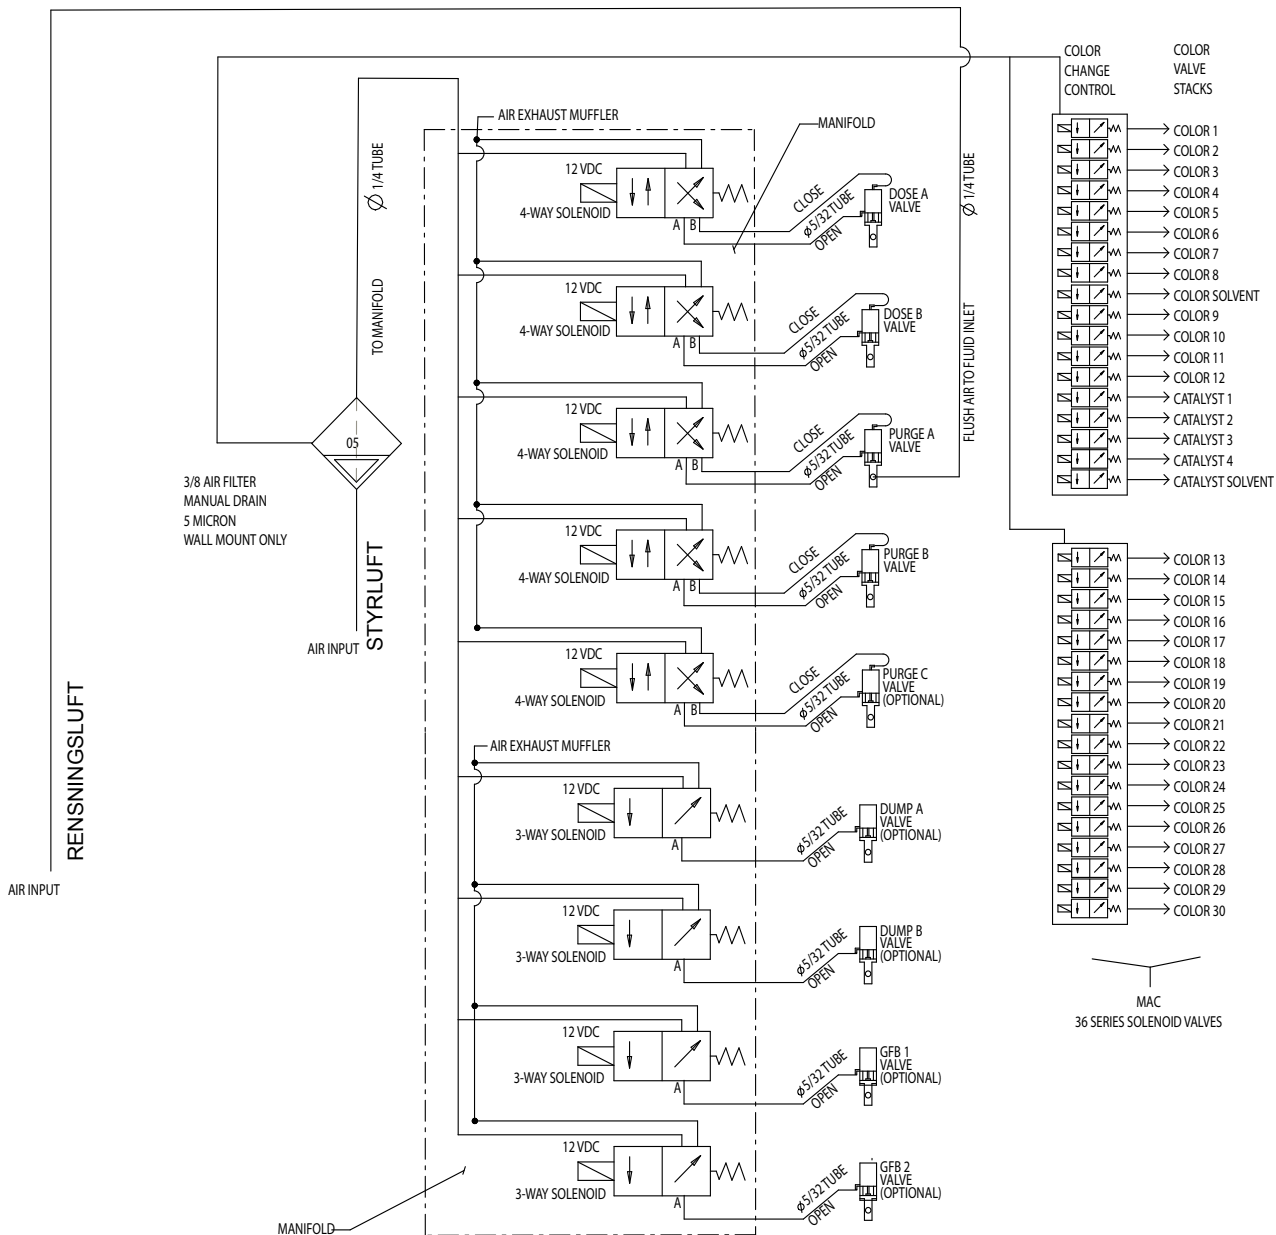 COLOR
CHANGE
CONTROL
COLOR
VALVE
STACKS
AIR EXHAUST MUFFLER
MANIFOLD
Ø 1/4 TUBE
TO MANIFOLD
12 VDC
4-WAY SOLENOID
A B
CLOSE
ø5/32 TUBE
OPEN
DOSE A
VALVE
12 VDC
4-WAY SOLENOID
A B
CLOSE
ø5/32 TUBE
OPEN
DOSE B
VALVE
12 VDC
4-WAY SOLENOID
A B
CLOSE
ø5/32 TUBE
OPEN
PURGE A
VALVE
12 VDC
4-WAY SOLENOID
A B
CLOSE
ø5/32 TUBE
OPEN
PURGE B
VALVE
12 VDC
4-WAY SOLENOID
A B
CLOSE
ø5/32 TUBE
OPEN
PURGE C
VALVE
(OPTIONAL)
Ø 1/4 TUBE
FLUSH AIR TO FLUID INLET
05
3/8 AIR FILTER
MANUAL DRAIN
5 MICRON
WALL MOUNT ONLY
STYRLUFT
AIR INPUT
RENSNINGSLUFT
AIR INPUT
AIR EXHAUST MUFFLER
12 VDC
3-WAY SOLENOID
A
ø5/32 TUBE
OPEN
DUMP A
VALVE
(OPTIONAL)
12 VDC
3-WAY SOLENOID
A
ø5/32 TUBE
OPEN
DUMP B
VALVE
(OPTIONAL)
12 VDC
3-WAY SOLENOID
A
ø5/32 TUBE
OPEN
GFB 1
VALVE
(OPTIONAL)
12 VDC
3-WAY SOLENOID
A
ø5/32 TUBE
OPEN
GFB 2
VALVE
(OPTIONAL)
MANIFOLD
COLOR 1
COLOR 2
COLOR 3
COLOR 4
COLOR 5
COLOR 6
COLOR 7
COLOR 8
COLOR SOLVENT
COLOR 9
COLOR 10
COLOR 11
COLOR 12
CATALYST 1
CATALYST 2
CATALYST 3
CATALYST 4
CATALYST SOLVENT
COLOR 13
COLOR 14
COLOR 15
COLOR 16
COLOR 17
COLOR 18
COLOR 19
COLOR 20
COLOR 21
COLOR 22
COLOR 23
COLOR 24
COLOR 25
COLOR 26
COLOR 27
COLOR 28
COLOR 29
COLOR 30
MAC
36 SERIES SOLENOID VALVES